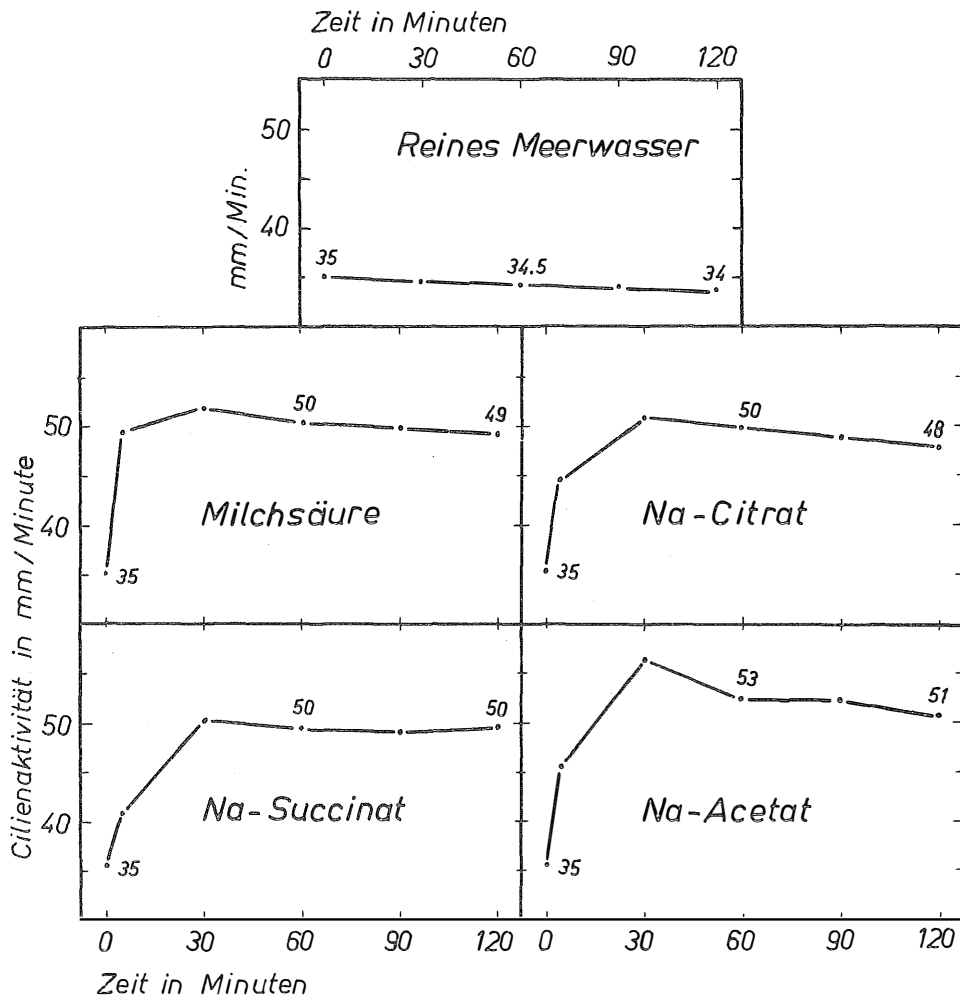 Zeit in Minuten
0 30 60 90 120
50
Reines Meerwasser
mm/Min.
40
35 34.5 34
Cilienaktivität in mm/Minute
50
50 49
Milchsäure
40
35
50 48
Na-Citrat
35
50
50 50
Na-Succinat
40
35
53 51
Na-Acetat
35
0 30 60 90 120 0 30 60 90 120
Zeit in Minuten